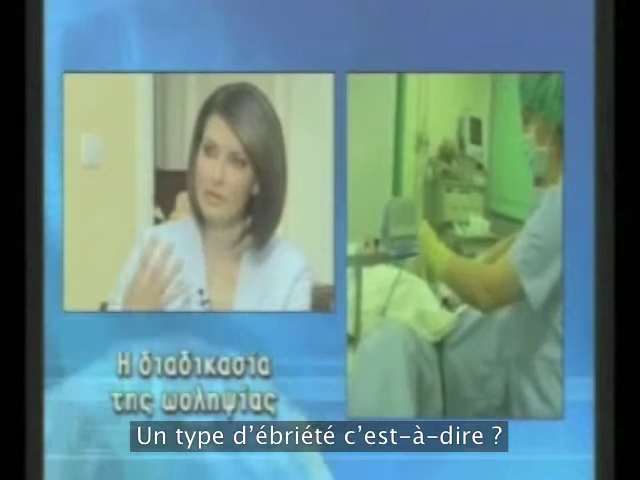 Η διαδικασία
της ωοληψίας
Un type d’ébriété c’est-à-dire ?